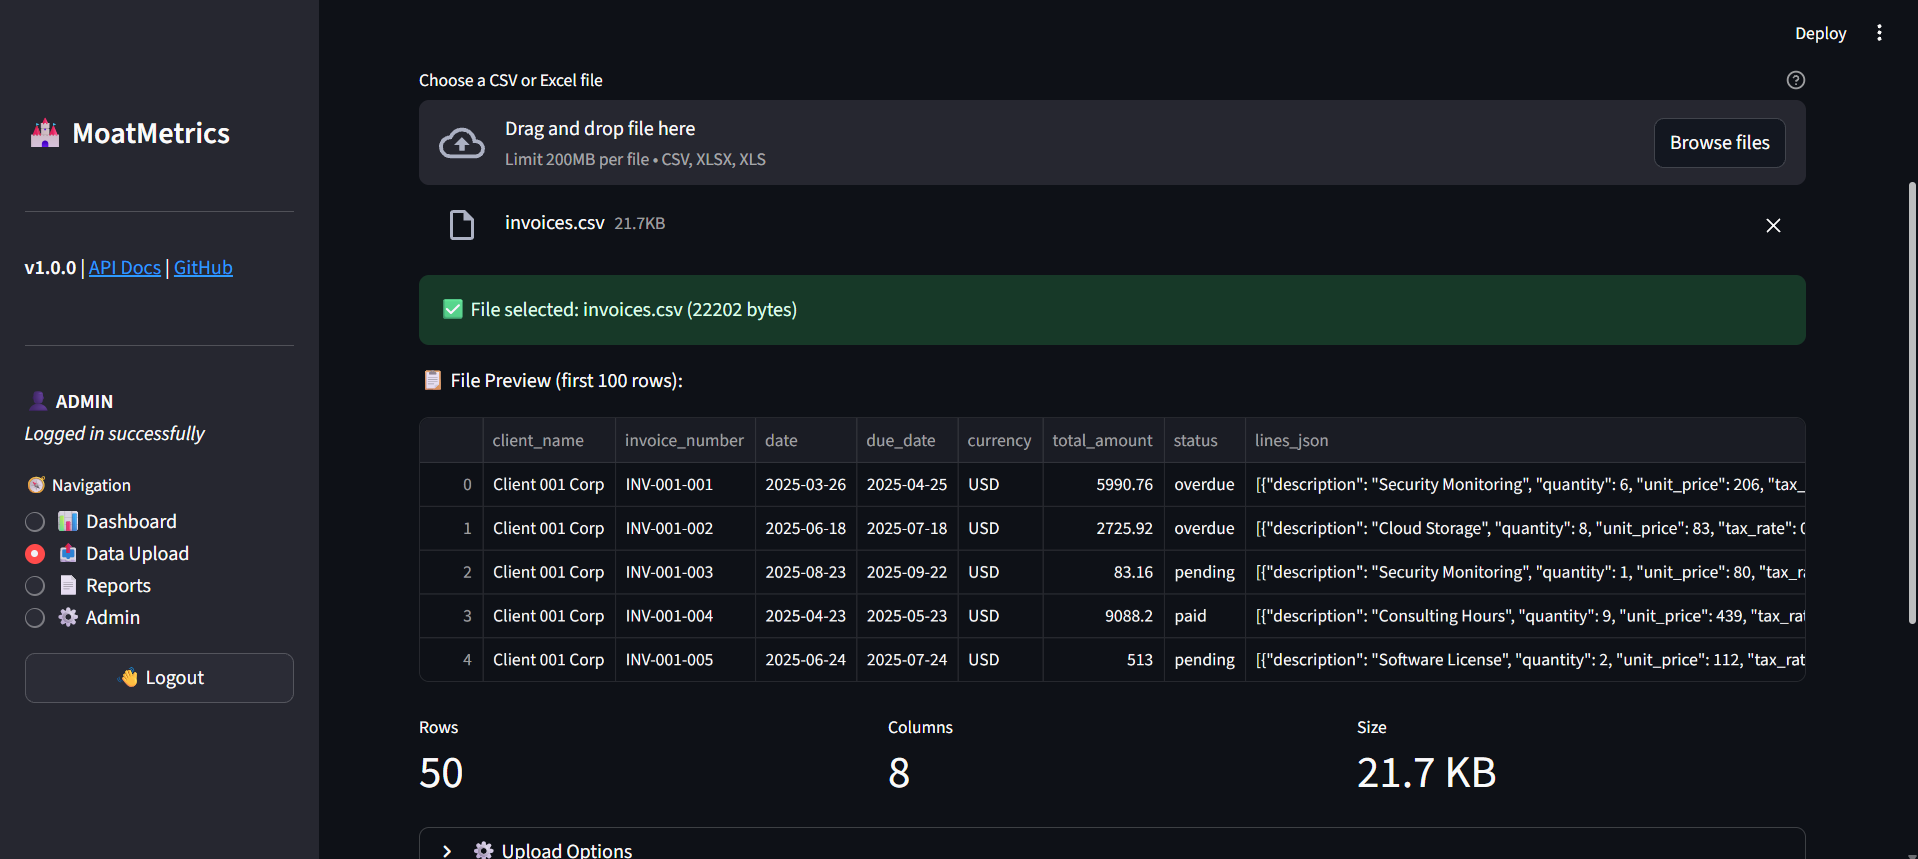 Deploy
MoatMetrics
v1.0.0 | API Docs | GitHub
ADMIN
Logged in successfully
Navigation
Dashboard
Data Upload
Reports
Admin
Logout
Choose a CSV or Excel file
Drag and drop file here
Limit 200MB per file • CSV, XLSX, XLS
Browse files
invoices.csv 21.7KB
File selected: invoices.csv (22202 bytes)
File Preview (first 100 rows):
client_name invoice_number date due_date currency total_amount status lines_json
0 Client 001 Corp INV-001-001 2025-03-26 2025-04-25 USD 5990.76 overdue [{"description": "Security Monitoring", "quantity": 6, "unit_price": 206, "tax_
1 Client 001 Corp INV-001-002 2025-06-18 2025-07-18 USD 2725.92 overdue [{"description": "Cloud Storage", "quantity": 8, "unit_price": 83, "tax_rate": 0
2 Client 001 Corp INV-001-003 2025-08-23 2025-09-22 USD 83.16 pending [{"description": "Security Monitoring", "quantity": 1, "unit_price": 80, "tax_ra
3 Client 001 Corp INV-001-004 2025-04-23 2025-05-23 USD 9088.2 paid [{"description": "Consulting Hours", "quantity": 9, "unit_price": 439, "tax_rat
4 Client 001 Corp INV-001-005 2025-06-24 2025-07-24 USD 513 pending [{"description": "Software License", "quantity": 2, "unit_price": 112, "tax_rat
Rows Columns Size
50 8 21.7 KB
Upload Options